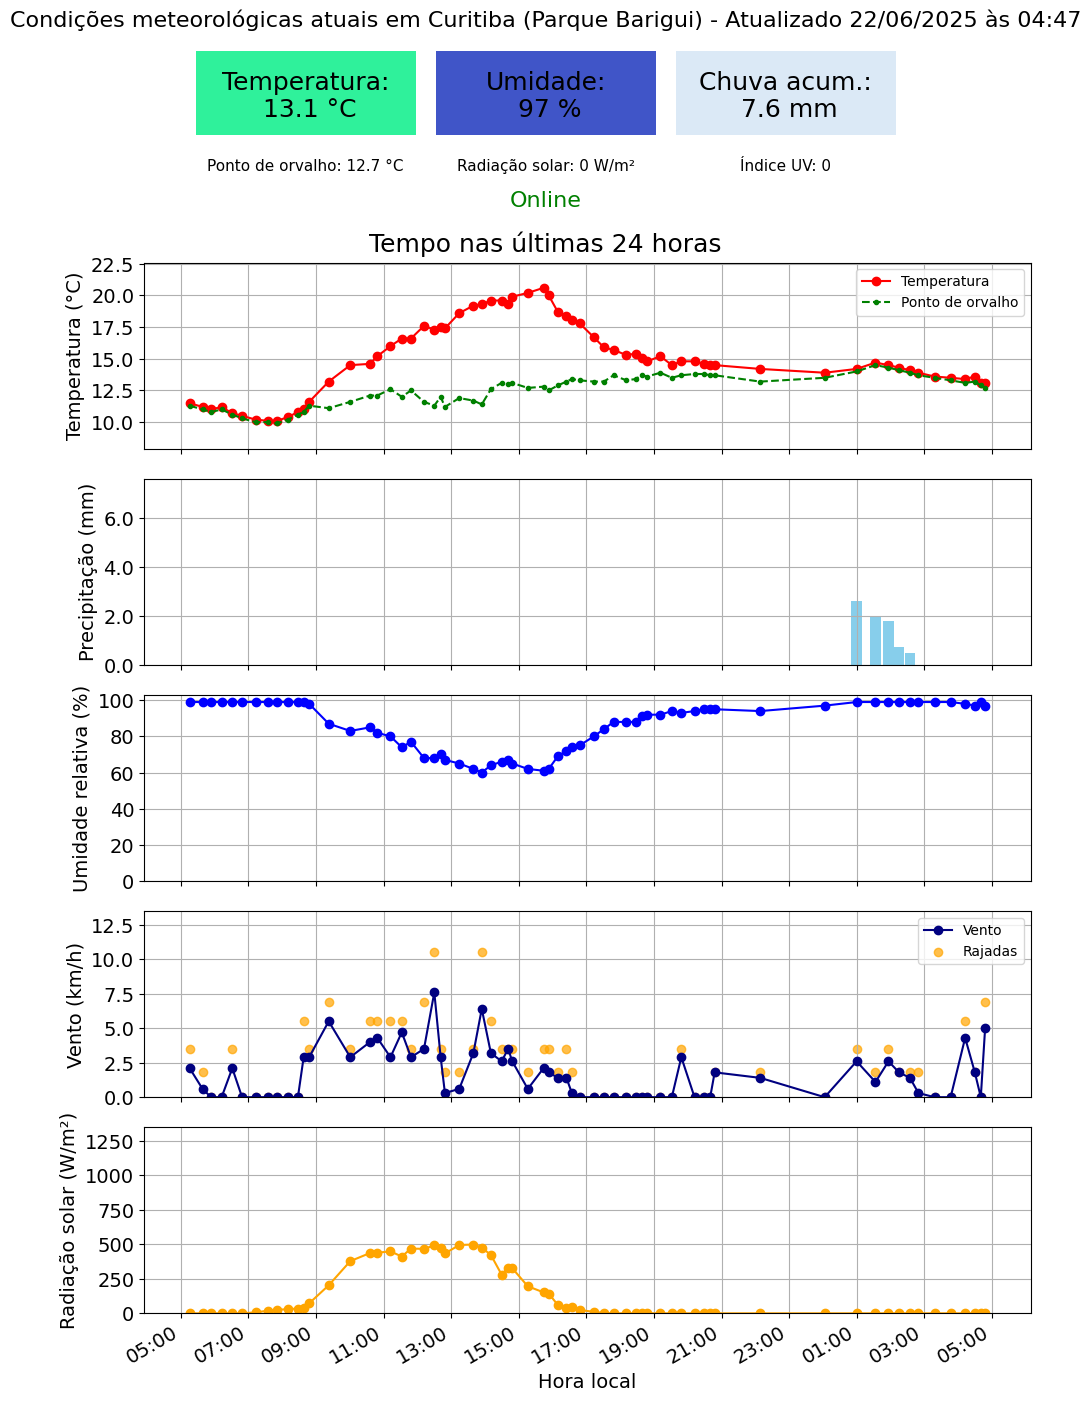 Condições meteorológicas atuais em Curitiba (Parque Barigui) - Atualizado 22/06/2025 às 04:47
Temperatura:
13.1 °C
Umidade:
97 %
Chuva acum.:
7.6 mm
Ponto de orvalho: 12.7 °C
Radiação solar: 0 W/m²
Índice UV: 0
Online
Tempo nas últimas 24 horas
Temperatura (°C)
22.5
20.0
17.5
15.0
12.5
10.0
Temperatura
Ponto de orvalho
Precipitação (mm)
6.0
4.0
2.0
0.0
Umidade relativa (%)
100
80
60
40
20
0
Vento (km/h)
12.5
10.0
7.5
5.0
2.5
0.0
Vento
Rajadas
Radiação solar (W/m²)
1250
1000
750
500
250
0
05:00 07:00 09:00 11:00 13:00 15:00 17:00 19:00 21:00 23:00 01:00 03:00 05:00
Hora local